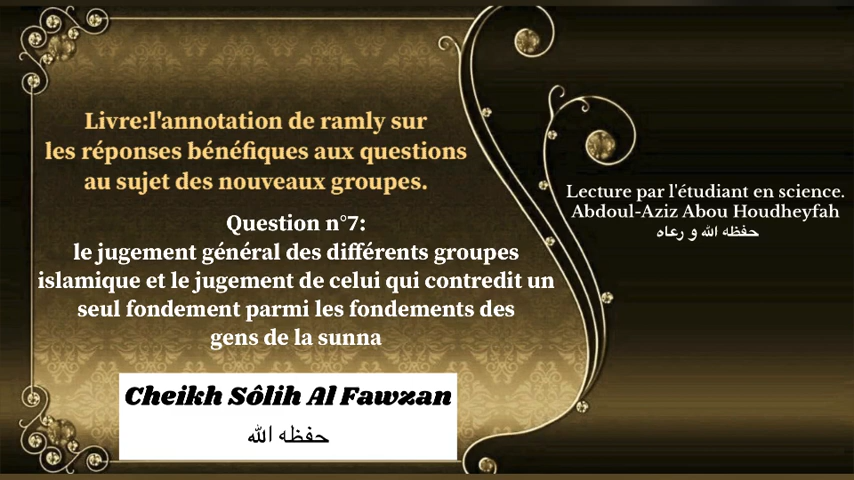 Livre:l'annotation de ramly sur
les réponses bénéfiques aux questions
au sujet des nouveaux groupes.
Question n°7:
le jugement général des différents groupes
islamique et le jugement de celui qui contredit un
seul fondement parmi les fondements des
gens de la sunna
Cheikh Sôlih Al Fawzan
حفظه الله
Lecture par l'étudiant en science.
Abdoul-Aziz Abou Houdheyfah
حفظه الله و رعاه